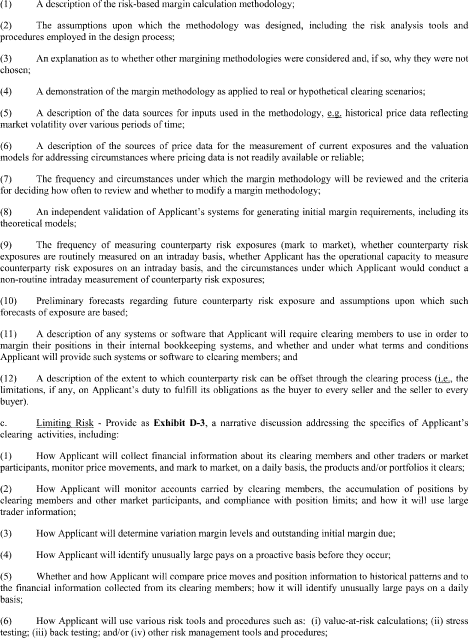 (1) A description of the risk-based margin calculation methodology;
(2) The assumptions upon which the methodology was designed, including the risk analysis tools and
procedures employed in the design process;
(3) An explanation as to whether other margining methodologies were considered and, if so, why they were not
chosen;
(4) A demonstration of the margin methodology as applied to real or hypothetical clearing scenarios;
(5) A description of the data sources for inputs used in the methodology, e.g. historical price data reflecting
market volatility over various periods of time;
(6) A description of the sources of price data for the measurement of current exposures and the valuation
models for addressing circumstances where pricing data is not readily available or reliable;
(7) The frequency and circumstances under which the margin methodology will be reviewed and the criteria
for deciding how often to review and whether to modify a margin methodology;
(8) An independent validation of Applicant's systems for generating initial margin requirements, including its
theoretical models;
(9) The frequency of measuring counterparty risk exposures (mark to market), whether counterparty risk
exposures are routinely measured on an intraday basis, whether Applicant has the operational capacity to measure
counterparty risk exposures on an intraday basis, and the circumstances under which Applicant would conduct a
non-routine intraday measurement of counterparty risk exposures;
(10) Preliminary forecasts regarding future counterparty risk exposure and assumptions upon which such
forecasts of exposure are based;
(11) A description of any systems or software that Applicant will require clearing members to use in order to
margin their positions in their internal bookkeeping systems, and whether and under what terms and conditions
Applicant will provide such systems or software to clearing members; and
(12) A description of the extent to which counterparty risk can be offset through the clearing process (i.e., the
limitations, if any, on Applicant's duty to fulfill its obligations as the buyer to every seller and the seller to every
buyer).
c. Limiting Risk - Provide as Exhibit D-3, a narrative discussion addressing the specifics of Applicant's
clearing activities, including:
(1) How Applicant will collect financial information about its clearing members and other traders or market
participants, monitor price movements, and mark to market, on a daily basis, the products and/or portfolios it clears;
(2) How Applicant will monitor accounts carried by clearing members, the accumulation of positions by
clearing members and other market participants, and compliance with position limits; and how it will use large
trader information;
(3) How Applicant will determine variation margin levels and outstanding initial margin due;
(4) How Applicant will identify unusually large pays on a proactive basis before they occur;
(5) Whether and how Applicant will compare price moves and position information to historical patterns and to
the financial information collected from its clearing members; how it will identify unusually large pays on a daily
basis;
(6) How Applicant will use various risk tools and procedures such as: (i) value-at-risk calculations; (ii) stress
testing; (iii) back testing; and/or (iv) other risk management tools and procedures;